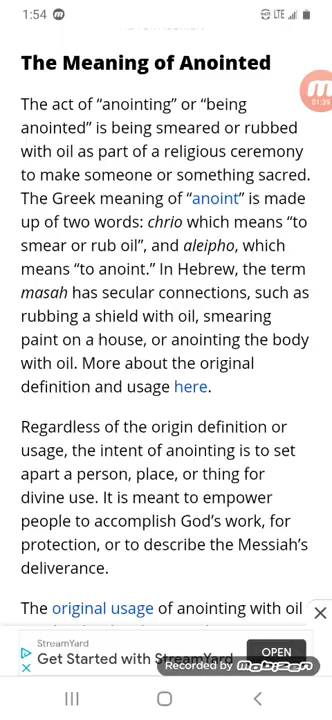 1:54 LTE
The Meaning of Anointed
01:39
The act of “anointing” or “being
anointed” is being smeared or rubbed
with oil as part of a religious ceremony
to make someone or something sacred.
The Greek meaning of “anoint” is made
up of two words: chrio which means “to
smear or rub oil”, and aleipho, which
means “to anoint.” In Hebrew, the term
masah has secular connections, such as
rubbing a shield with oil, smearing
paint on a house, or anointing the body
with oil. More about the original
definition and usage here.
Regardless of the origin definition or
usage, the intent of anointing is to set
apart a person, place, or thing for
divine use. It is meant to empower
people to accomplish God’s work, for
protection, or to describe the Messiah’s
deliverance.
The original usage of anointing with oil
StreamYard
Get Started with StreamYard
OPEN
Recorded by mobizen